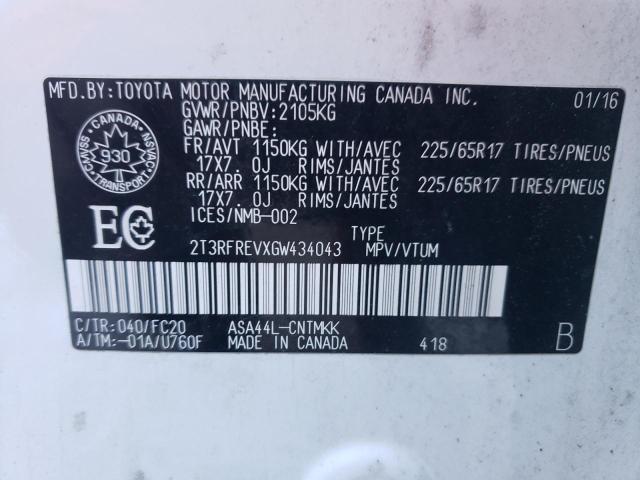 MFD.BY:TOYOTA MOTOR MANUFACTURING CANADA INC. 01/16
GVWR/PNBV:2105KG
GAWR/PNBE:
FR/AVT 1150KG WITH/AVEC 225/65R17 TIRES/PNEUS
17X7.0J RIMS/JANTES
RR/ARR 1150KG WITH/AVEC 225/65R17 TIRES/PNEUS
17X7.0J RIMS/JANTES
ICES/NMB-002
CANADA
CMVSS 930 NSVAC
TRANSPORT
EC
TYPE
2T3RFREVXGW434043 MPV/VTUM
C/TR:040/FC20 ASA44L-CNTMKK
A/TM:-01A/U760F MADE IN CANADA 418 B